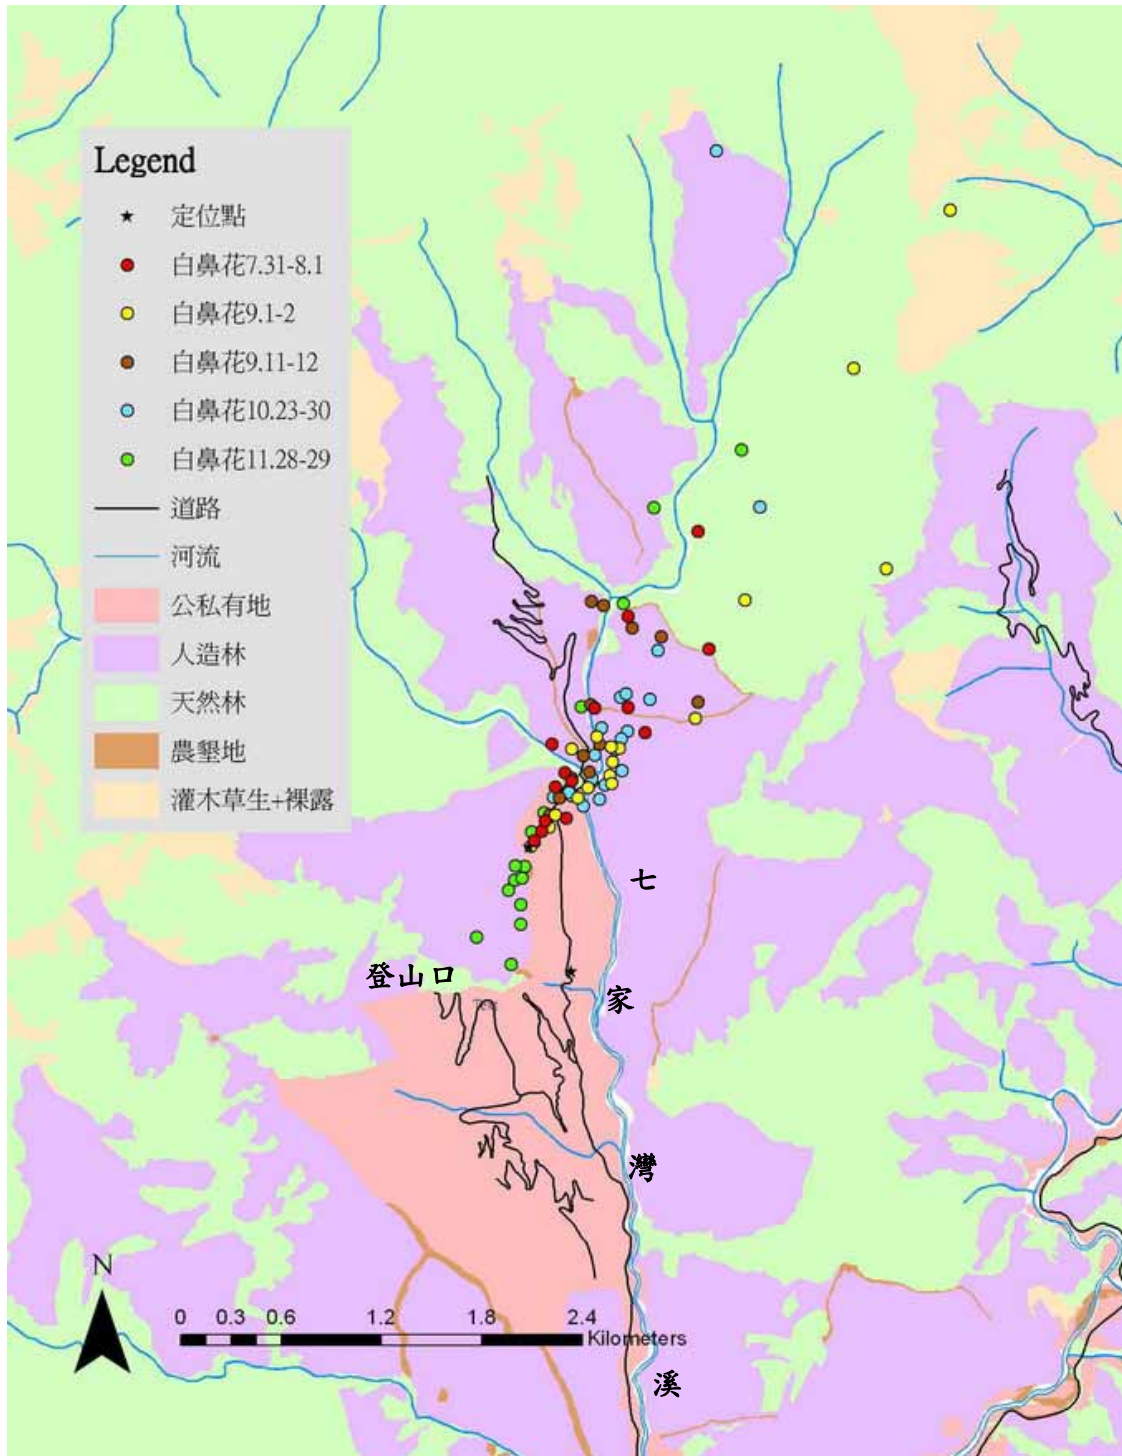 Legend
定位點
白鼻花7.31-8.1
白鼻花9.1-2
白鼻花9.11-12
白鼻花10.23-30
白鼻花11.28-29
道路
河流
公私有地
人造林
天然林
農墾地
灌木草生+裸露
七
登山口
家
灣
溪
N
0 0.3 0.6 1.2 1.8 2.4
Kilometers